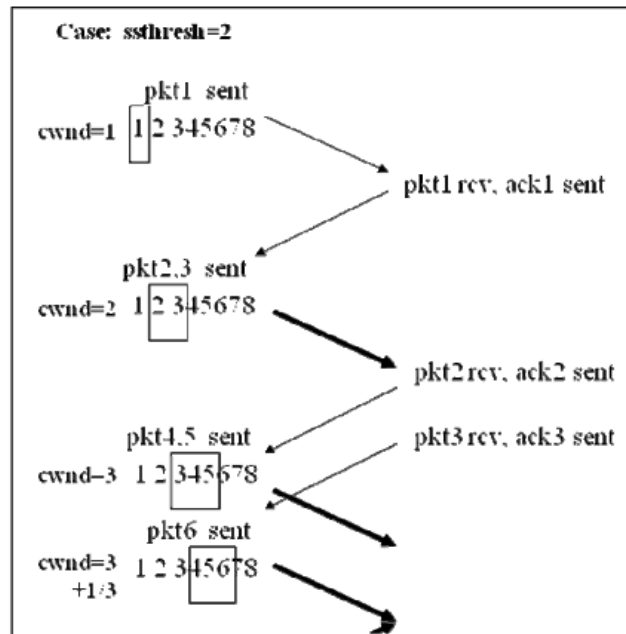 Case: ssthresh=2
pkt1 sent
cwnd=1 1 2 345678
pkt1 rcv, ack1 sent
pkt2,3 sent
cwnd=2 1 2 345678
pkt2 rcv, ack2 sent
pkt4,5 sent
pkt3 rcv, ack3 sent
cwnd=3 1 2 345678
pkt6 sent
cwnd=3 1 2 345678
+1/3